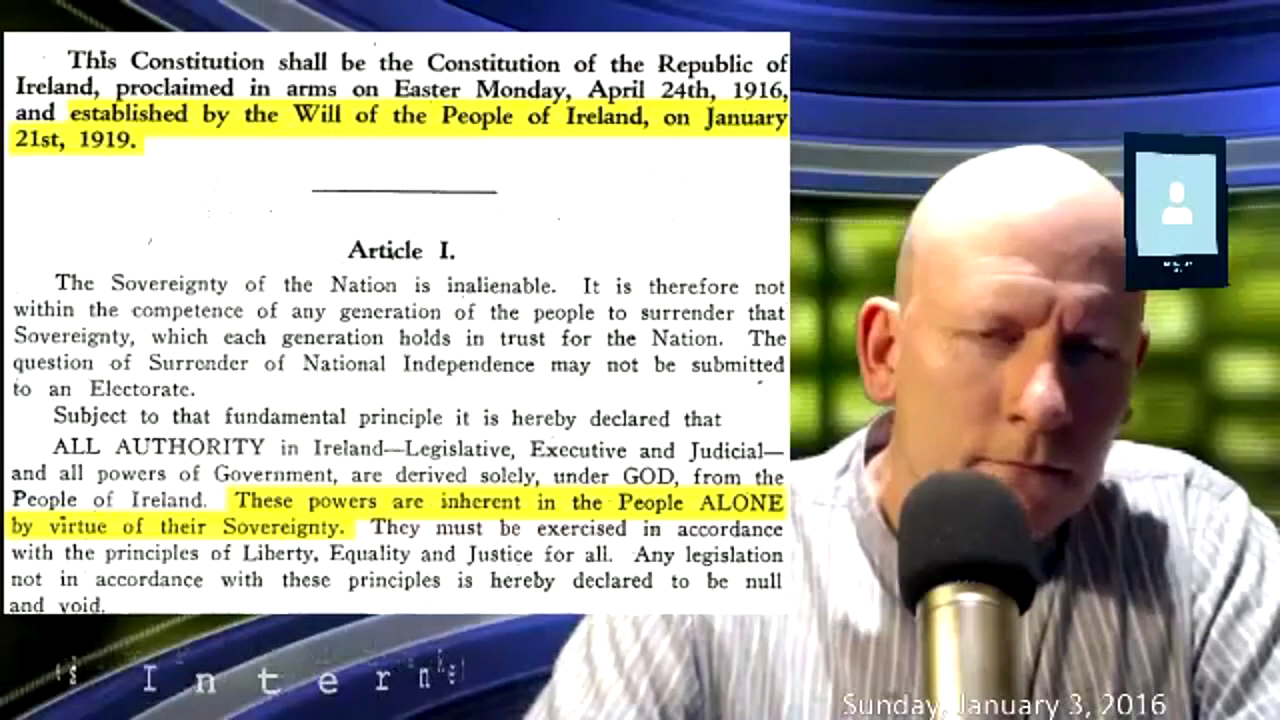 This Constitution shall be the Constitution of the Republic of
Ireland, proclaimed in arms on Easter Monday, April 24th, 1916,
and established by the Will of the People of Ireland, on January
21st, 1919.
Article I.
The Sovereignty of the Nation is inalienable. It is therefore not
within the competence of any generation of the people to surrender that
Sovereignty, which each generation holds in trust for the Nation. The
question of Surrender of National Independence may not be submitted
to an Electorate.
Subject to that fundamental principle it is hereby declared that
ALL AUTHORITY in Ireland—Legislative, Executive and Judicial—
and all powers of Government, are derived solely, under GOD, from the
People of Ireland. These powers are inherent in the People ALONE
by virtue of their Sovereignty. They must be exercised in accordance
with the principles of Liberty, Equality and Justice for all. Any legislation
not in accordance with these principles is hereby declared to be null
and void.
Sunday, January 3, 2016